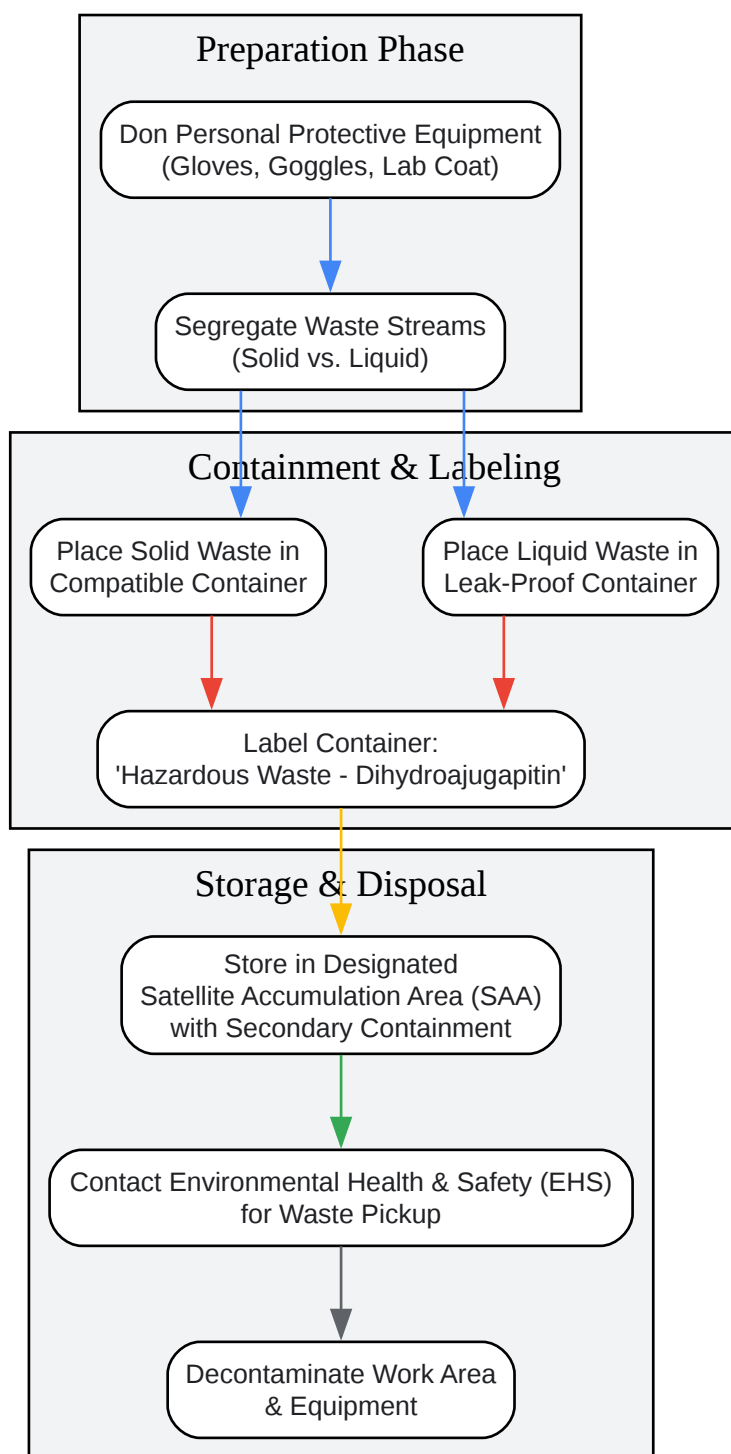 Preparation Phase
Don Personal Protective Equipment
(Gloves, Goggles, Lab Coat)
Segregate Waste Streams
(Solid vs. Liquid)
Containment & Labeling
Place Solid Waste in
Compatible Container
Place Liquid Waste in
Leak-Proof Container
Label Container:
'Hazardous Waste - Dihydroajugapitin'
Storage & Disposal
Store in Designated
Satellite Accumulation Area (SAA)
with Secondary Containment
Contact Environmental Health & Safety (EHS)
for Waste Pickup
Decontaminate Work Area
& Equipment